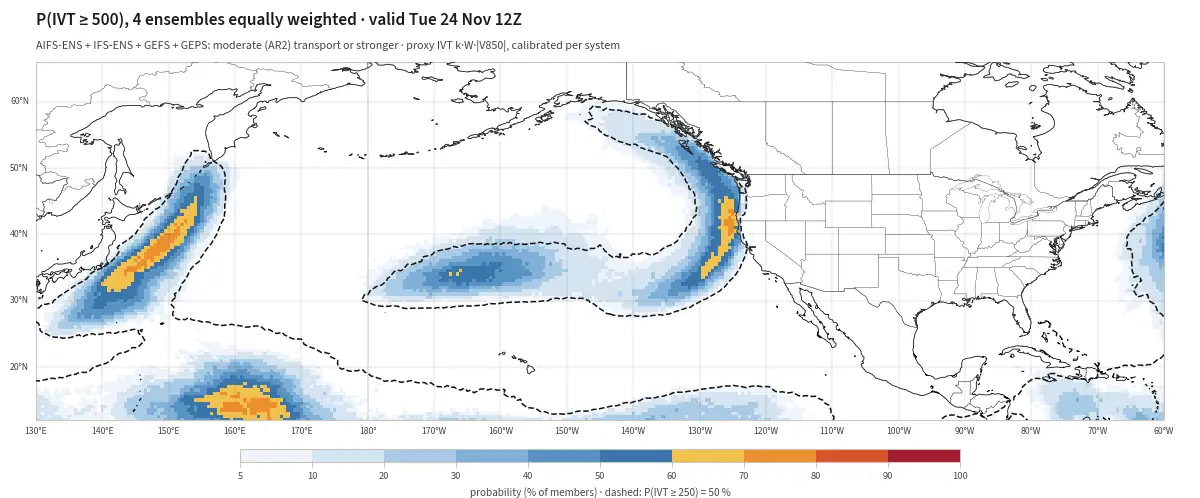 P(IVT ≥ 500), 4 ensembles equally weighted · valid Tue 24 Nov 12Z
AIFS-ENS + IFS-ENS + GEFS + GEPS: moderate (AR2) transport or stronger · proxy IVT k·W·|V850|, calibrated per system
60°N
50°N
40°N
30°N
20°N
130°E 140°E 150°E 160°E 170°E 180° 170°W 160°W 150°W 140°W 130°W 120°W 110°W 100°W 90°W 80°W 70°W 60°W
5 10 20 30 40 50 60 70 80 90 100
probability (% of members) · dashed: P(IVT ≥ 250) = 50 %